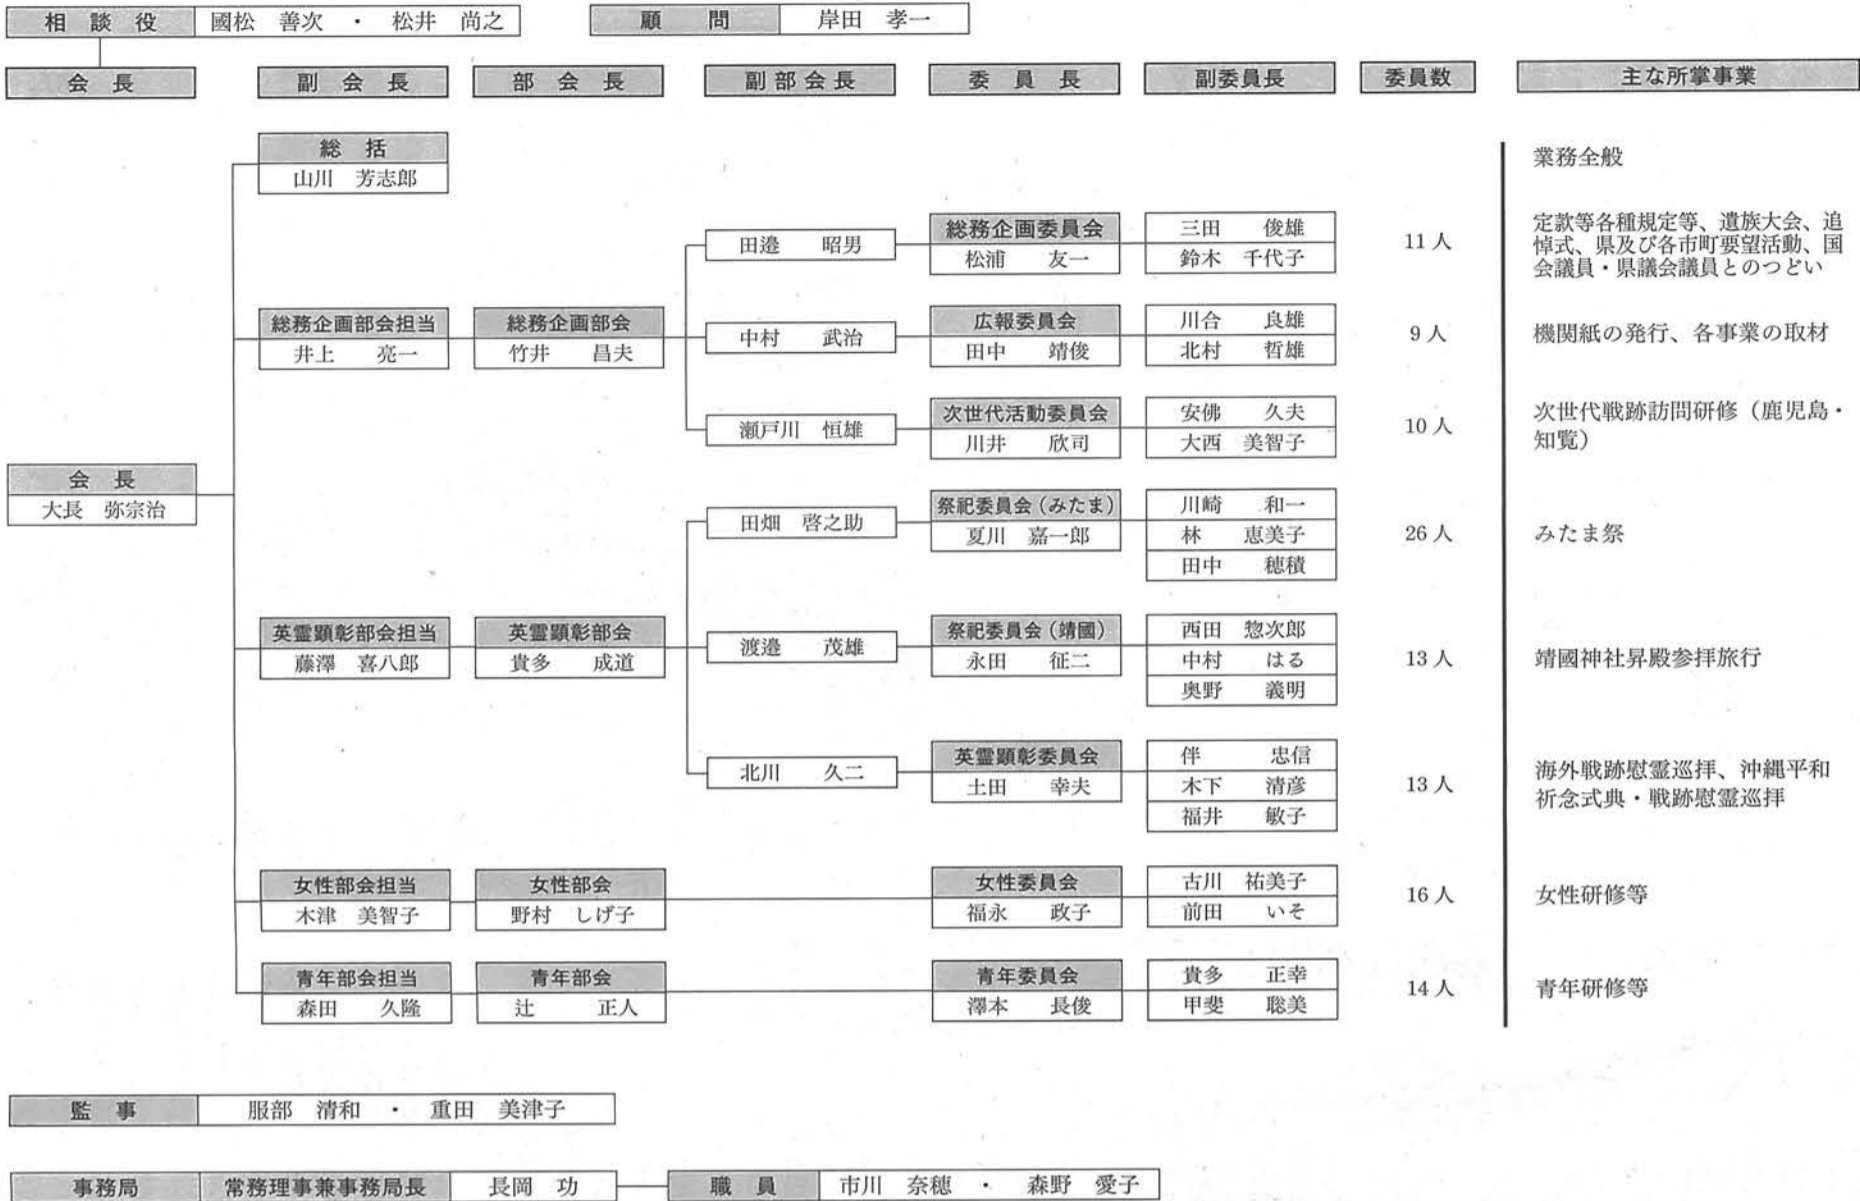 相談役 國松 善次 ・ 松井 尚之
顧問 岸田 孝一
会長 副会長 部会長 副部会長 委員長 副委員長 委員数 主な所掌事業
総括
山川 芳志郎
業務全般
田邉 昭男
総務企画委員会
松浦 友一
三田 俊雄
鈴木 千代子
11人
定款等各種規定等、遺族大会、追
悼式、県及び各市町要望活動、国
会議員・県議会議員とのつどい
総務企画部会担当
井上 亮一
総務企画部会
竹井 昌夫
中村 武治
広報委員会
田中 靖俊
川合 良雄
北村 哲雄
9人
機関紙の発行、各事業の取材
瀬戸川 恒雄
次世代活動委員会
川井 欣司
安佛 久夫
大西 美智子
10人
次世代戦跡訪問研修（鹿児島・
知覧）
会長
大長 弥宗治
田畑 啓之助
祭祀委員会（みたま）
夏川 嘉一郎
川崎 和一
林 恵美子
田中 穂積
26人
みたま祭
英霊顕彰部会担当
藤澤 喜八郎
英霊顕彰部会
貴多 成道
渡邉 茂雄
祭祀委員会（靖國）
永田 征二
西田 惣次郎
中村 はる
奥野 義明
13人
靖國神社昇殿参拝旅行
北川 久二
英霊顕彰委員会
土田 幸夫
伴 忠信
木下 清彦
福井 敏子
13人
海外戦跡慰霊巡拝、沖縄平和
祈念式典・戦跡慰霊巡拝
女性部会担当
木津 美智子
女性部会
野村 しげ子
女性委員会
福永 政子
古川 祐美子
前田 いそ
16人
女性研修等
青年部会担当
森田 久隆
青年部会
辻 正人
青年委員会
澤本 長俊
貴多 正幸
甲斐 聡美
14人
青年研修等
監事 服部 清和 ・ 重田 美津子
事務局 常務理事兼事務局長 長岡 功 職員 市川 奈穂 ・ 森野 愛子